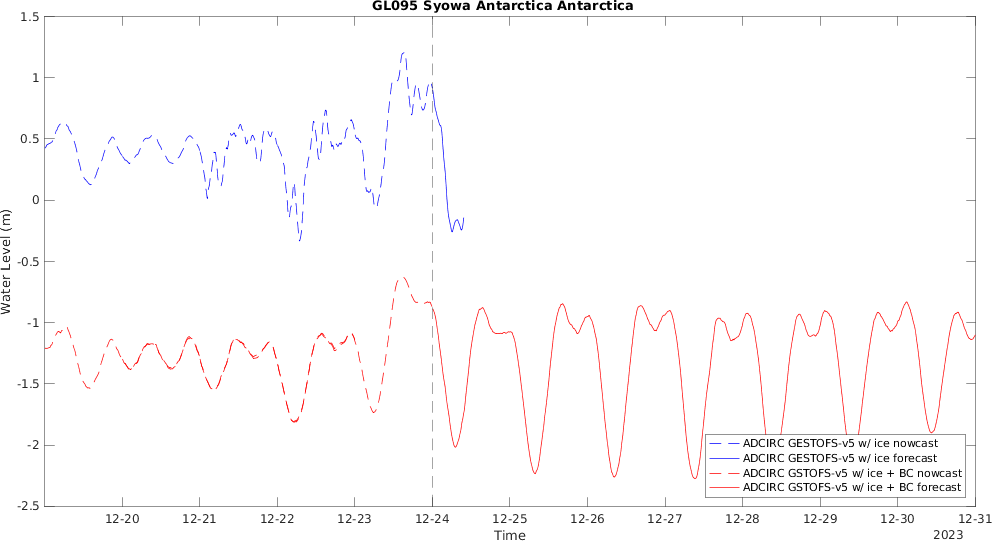 GL095 Syowa Antarctica Antarctica
1.5
1
0.5
0
-0.5
-1
-1.5
-2
-2.5
Water Level (m)
ADCIRC GESTOFS-v5 w/ ice nowcast
ADCIRC GESTOFS-v5 w/ ice forecast
ADCIRC GSTOFS-v5 w/ ice + BC nowcast
ADCIRC GSTOFS-v5 w/ ice + BC forecast
12-20 12-21 12-22 12-23 12-24 12-25 12-26 12-27 12-28 12-29 12-30 12-31
Time
2023